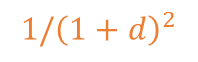 1/(1 + d)²